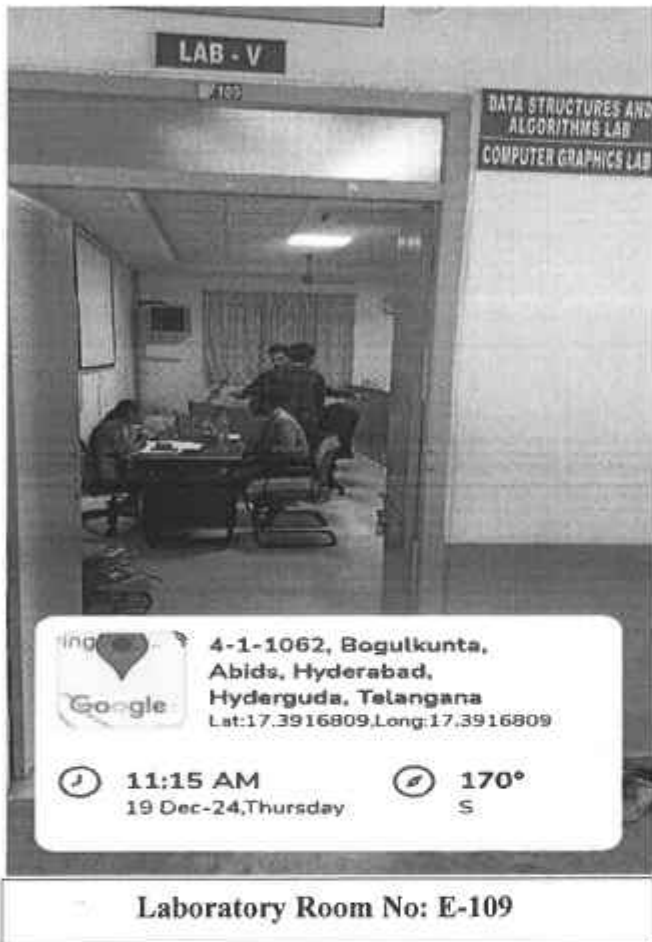 LAB - V
109
DATA STRUCTURES AND
ALGORITHMS LAB
COMPUTER GRAPHICS LAB
Google
4-1-1062, Bogulkunta,
Abids, Hyderabad,
Hyderguda, Telangana
Lat:17.3916809,Long:17.3916809
11:15 AM
19 Dec-24,Thursday
170°
S
Laboratory Room No: E-109